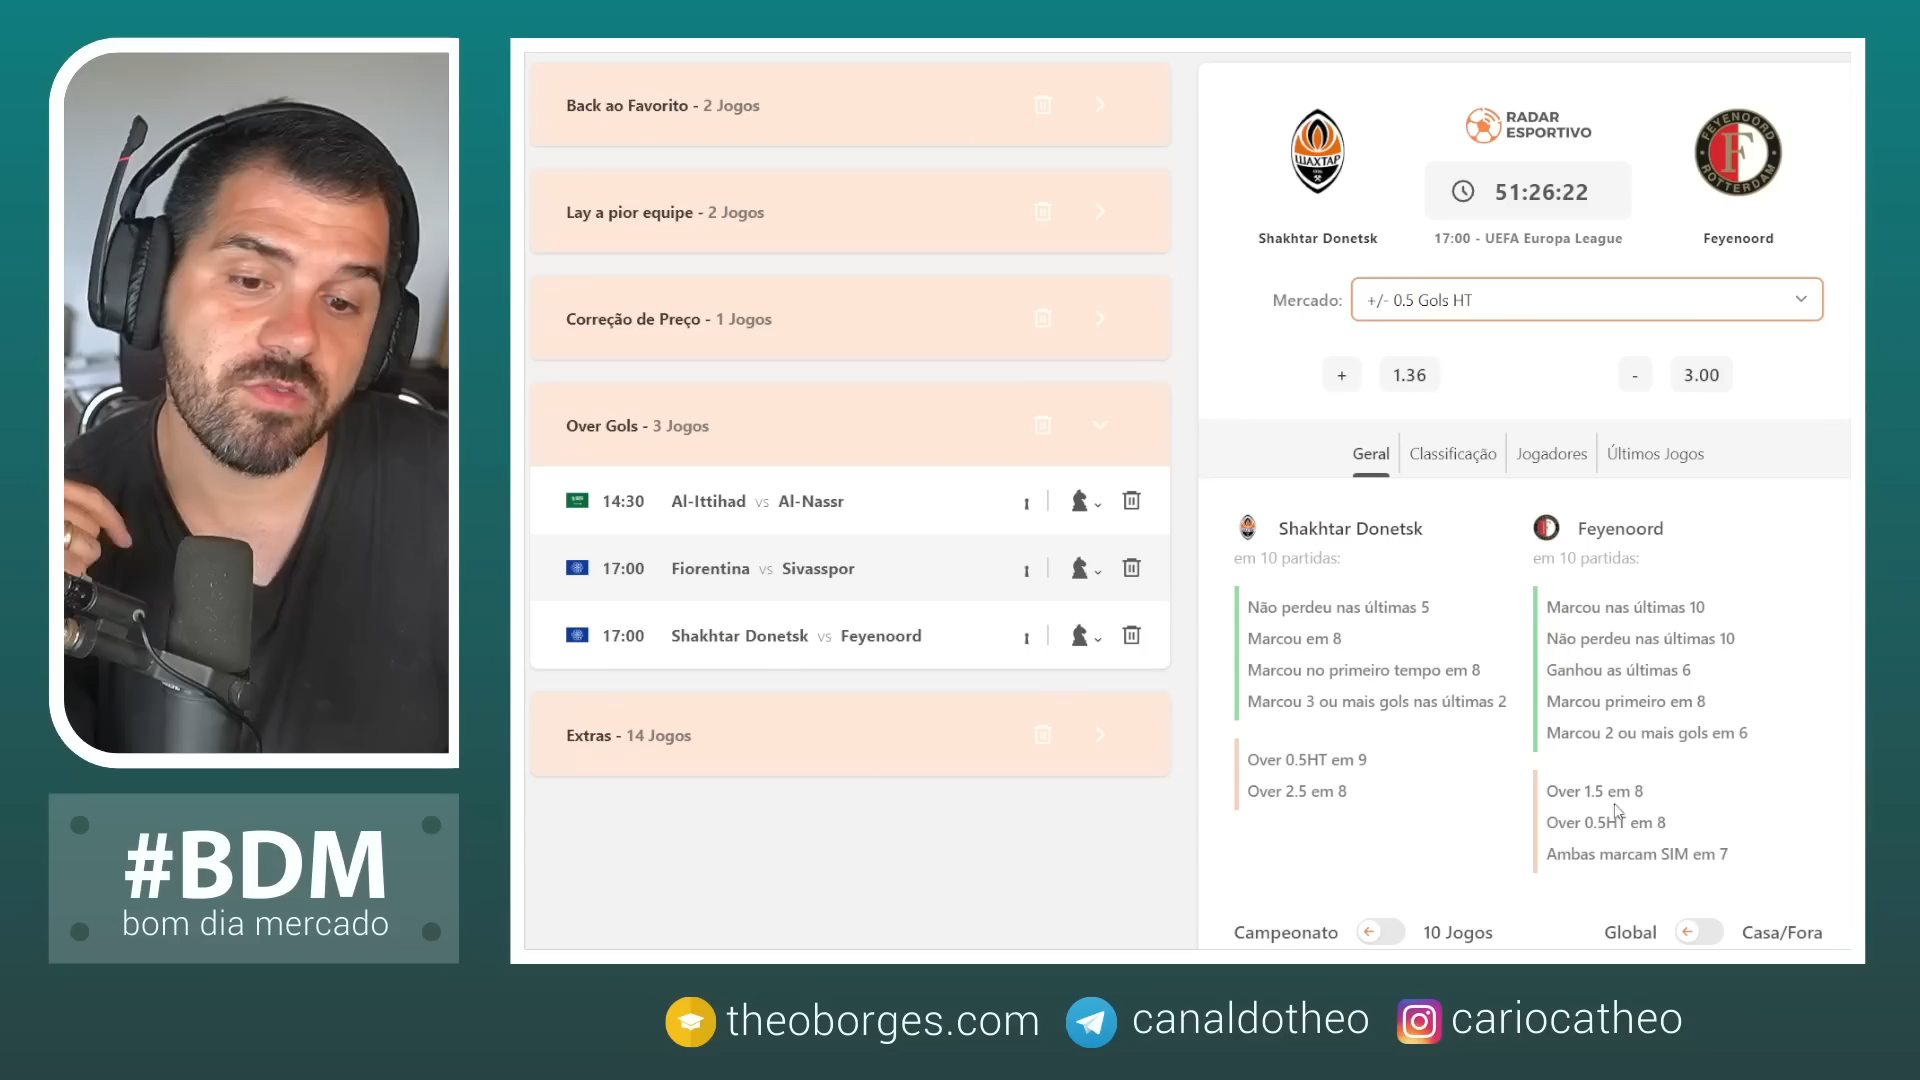 Back ao Favorito - 2 Jogos
Lay a pior equipe - 2 Jogos
Correção de Preço - 1 Jogos
Over Gols - 3 Jogos
14:30 Al-Ittihad vs Al-Nassr
17:00 Fiorentina vs Sivasspor
17:00 Shakhtar Donetsk vs Feyenoord
Extras - 14 Jogos
ШАХТАР
RADAR
ESPORTIVO
FEYENOORD
F
ROTTERDAM
51:26:22
Shakhtar Donetsk
17:00 - UEFA Europa League
Feyenoord
Mercado: +/- 0.5 Gols HT
+ 1.36
- 3.00
Geral
Classificação
Jogadores
Últimos Jogos
Shakhtar Donetsk
em 10 partidas:
Não perdeu nas últimas 5
Marcou em 8
Marcou no primeiro tempo em 8
Marcou 3 ou mais gols nas últimas 2
Over 0.5HT em 9
Over 2.5 em 8
Feyenoord
em 10 partidas:
Marcou nas últimas 10
Não perdeu nas últimas 10
Ganhou as últimas 6
Marcou primeiro em 8
Marcou 2 ou mais gols em 6
Over 1.5 em 8
Over 0.5HT em 8
Ambas marcam SIM em 7
Campeonato 10 Jogos
Global Casa/Fora
#BDM
bom dia mercado
theoborges.com
canaldotheo
cariocatheo